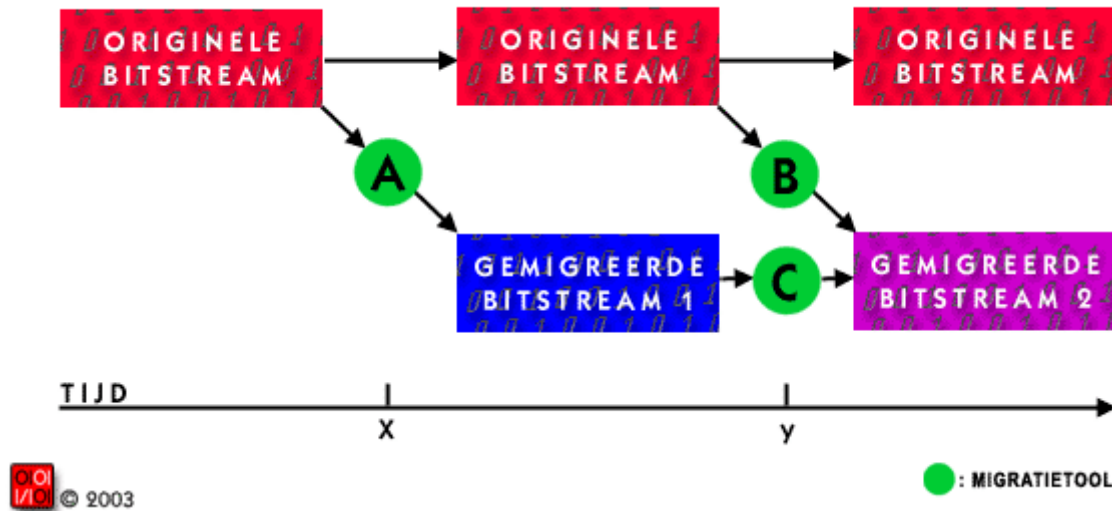 ORIGINELE
BITSTREAM
ORIGINELE
BITSTREAM
ORIGINELE
BITSTREAM
A
B
GEMIGREERDE
BITSTREAM 1
C
GEMIGREERDE
BITSTREAM 2
TIJD
x
y
© 2003
: MIGRATIETOOL